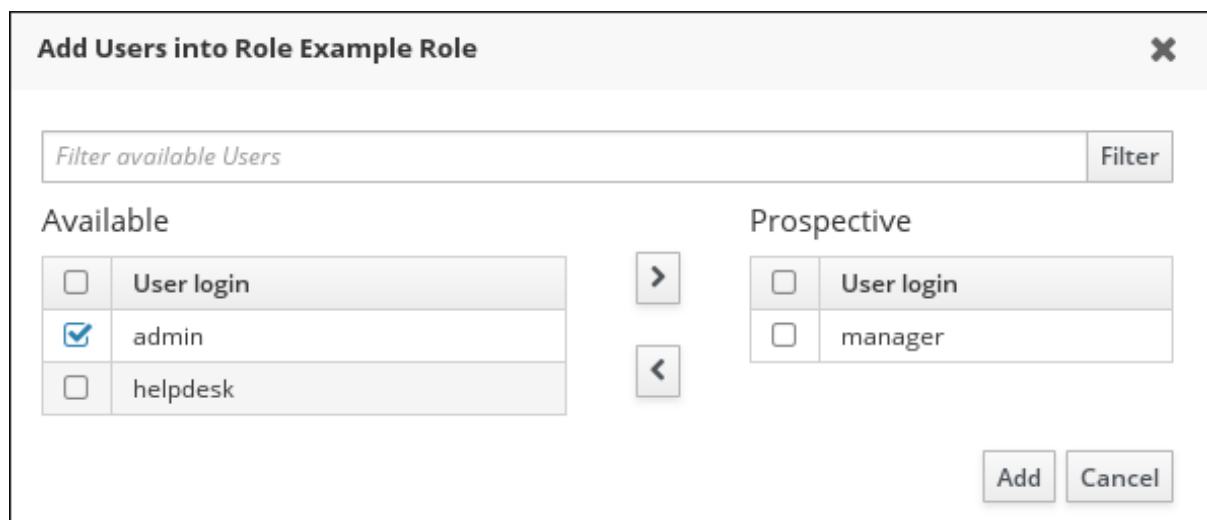 Add Users into Role Example Role
Filter available Users
Filter
Available
Prospective
User login
User login
admin
manager
helpdesk
Add
Cancel